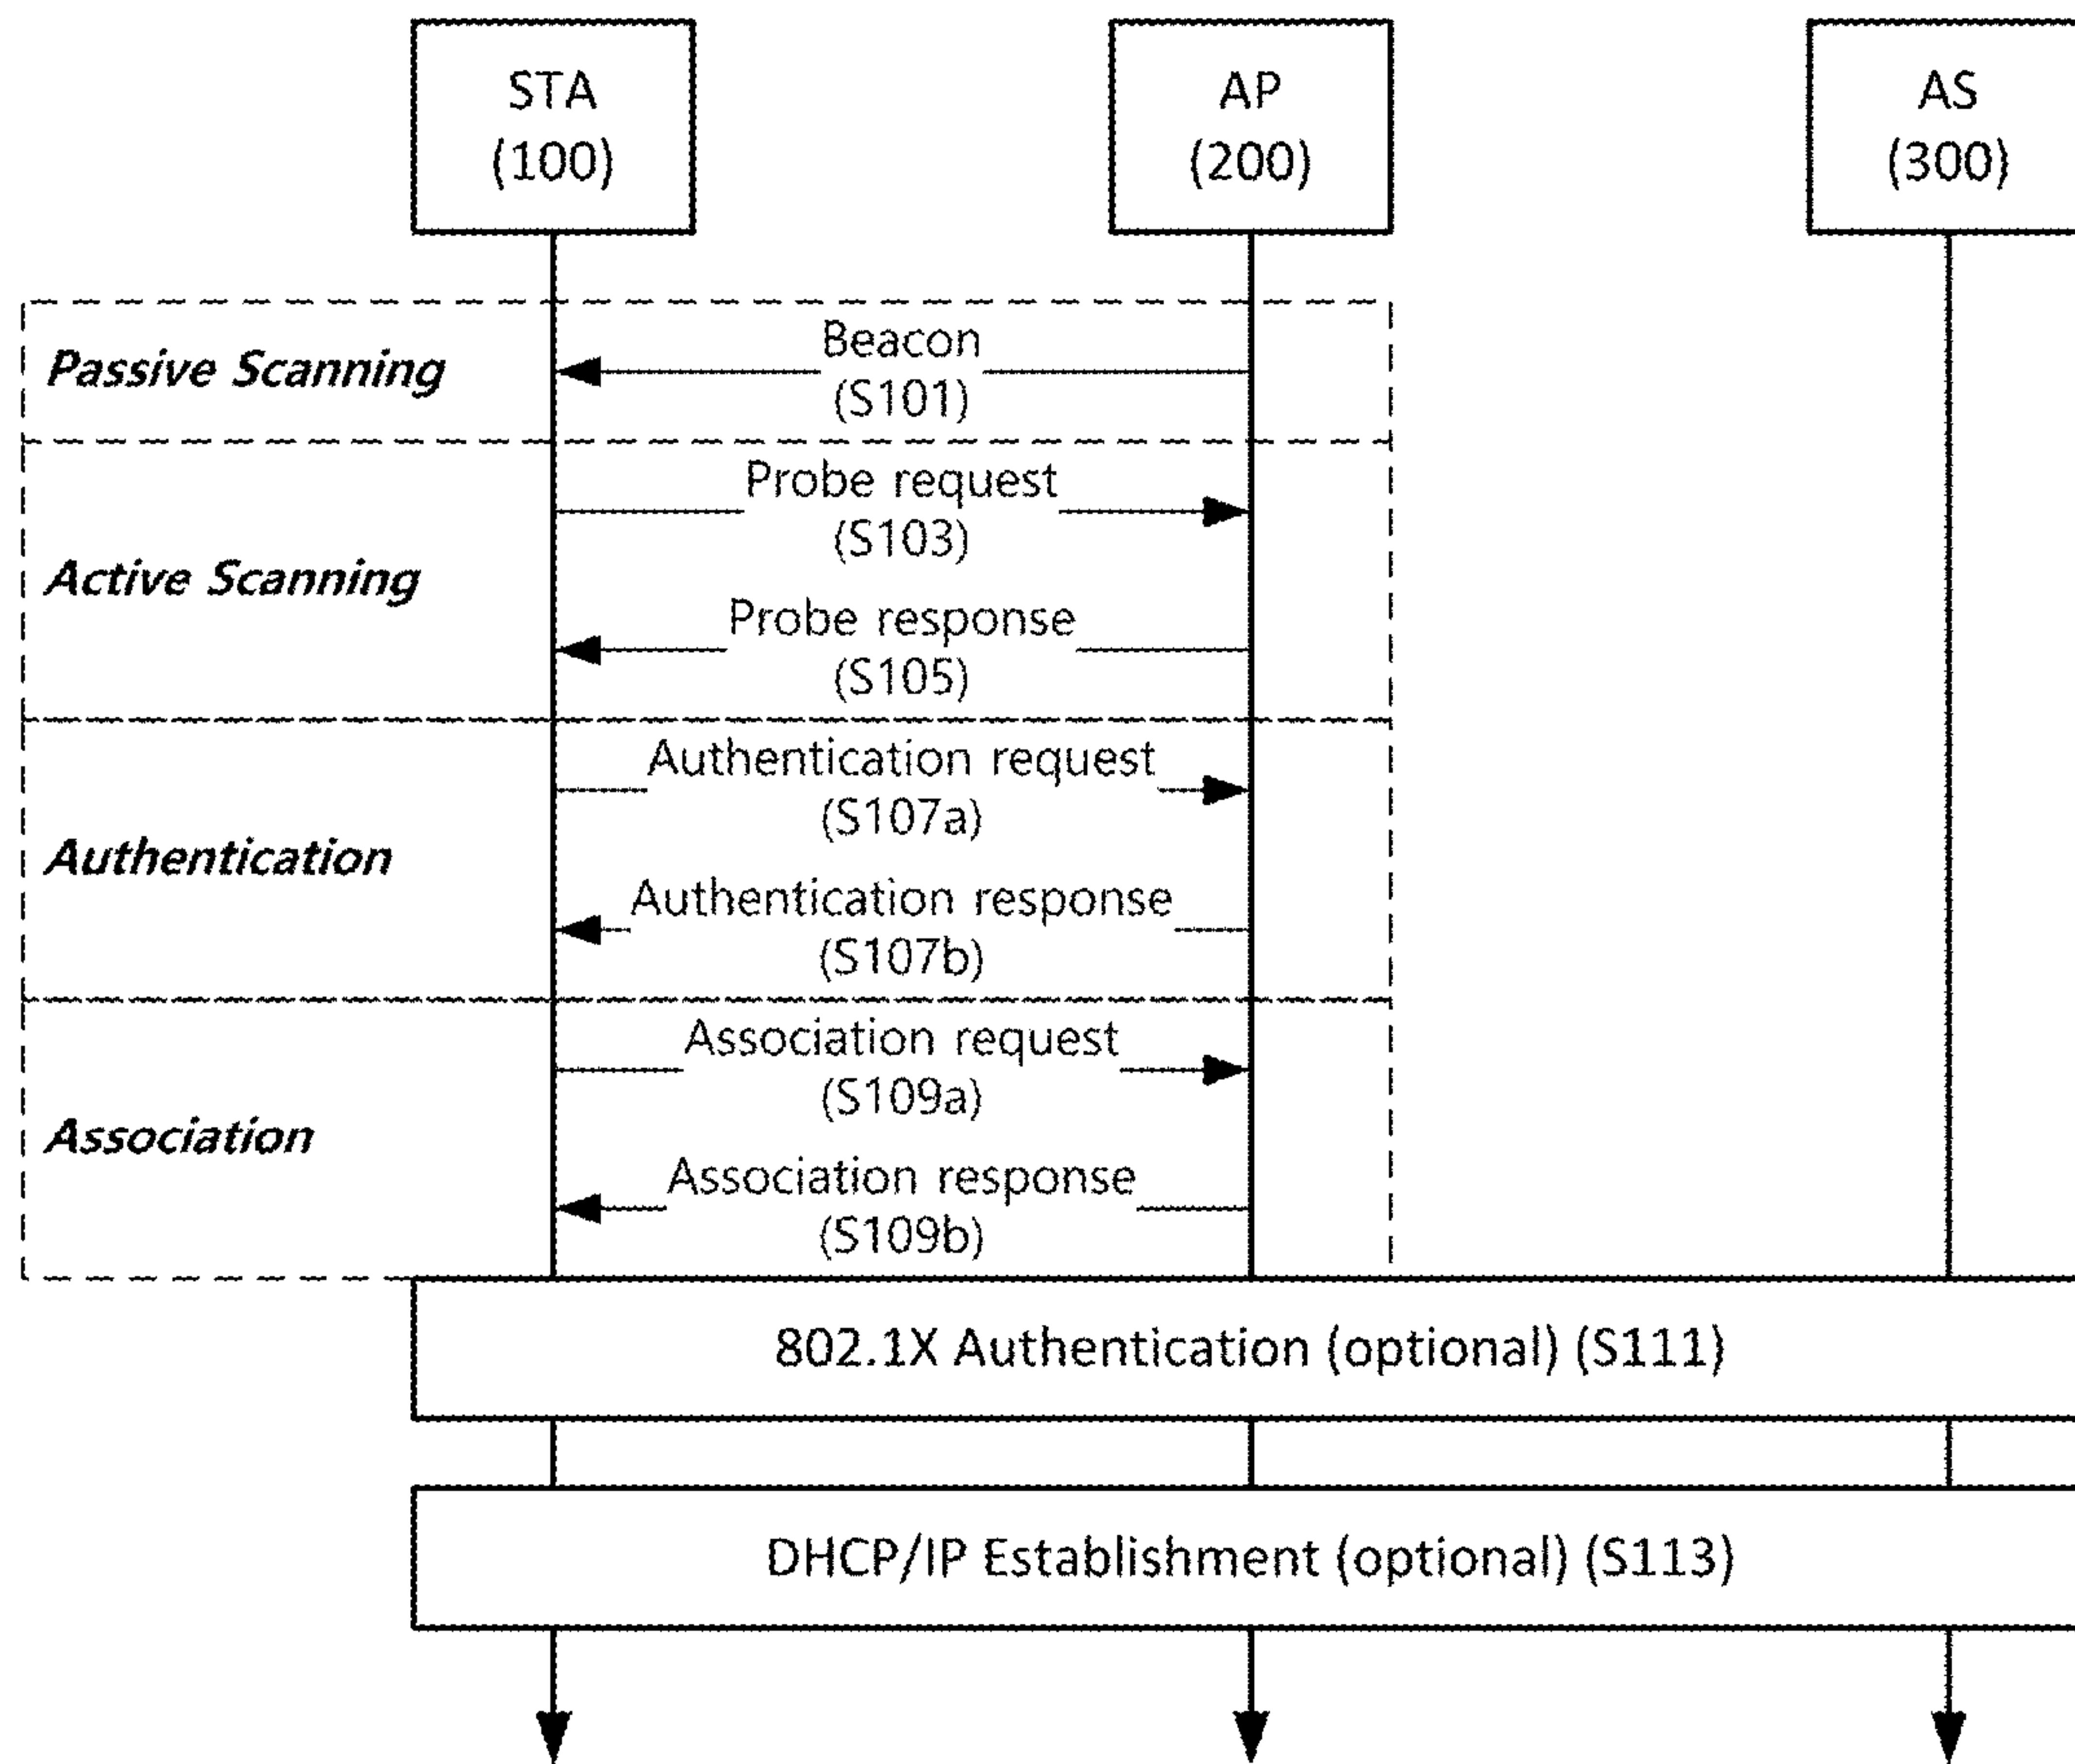 STA
(100)
AP
(200)
AS
(300)
Passive Scanning
Beacon
(S101)
Active Scanning
Probe request
(S103)
Probe response
(S105)
Authentication
Authentication request
(S107a)
Authentication response
(S107b)
Association
Association request
(S109a)
Association response
(S109b)
802.1X Authentication (optional) (S111)
DHCP/IP Establishment (optional) (S113)